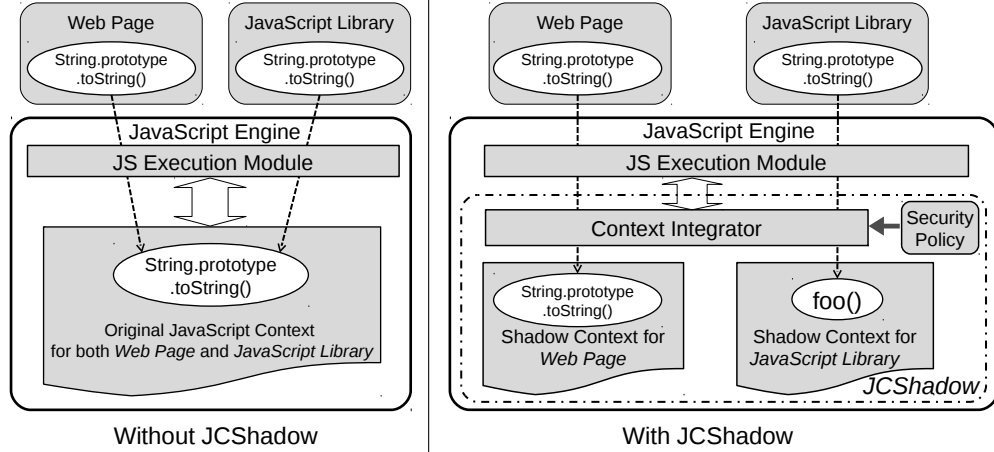 Web Page
String.prototype
.toString()
JavaScript Library
String.prototype
.toString()
JavaScript Engine
JS Execution Module
String.prototype
.toString()
Original JavaScript Context
for both Web Page and JavaScript Library
Without JCShadow
Web Page
String.prototype
.toString()
JavaScript Library
String.prototype
.toString()
JavaScript Engine
JS Execution Module
Context Integrator
Security
Policy
String.prototype
.toString()
Shadow Context for
Web Page
foo()
Shadow Context for
JavaScript Library
JCShadow
With JCShadow